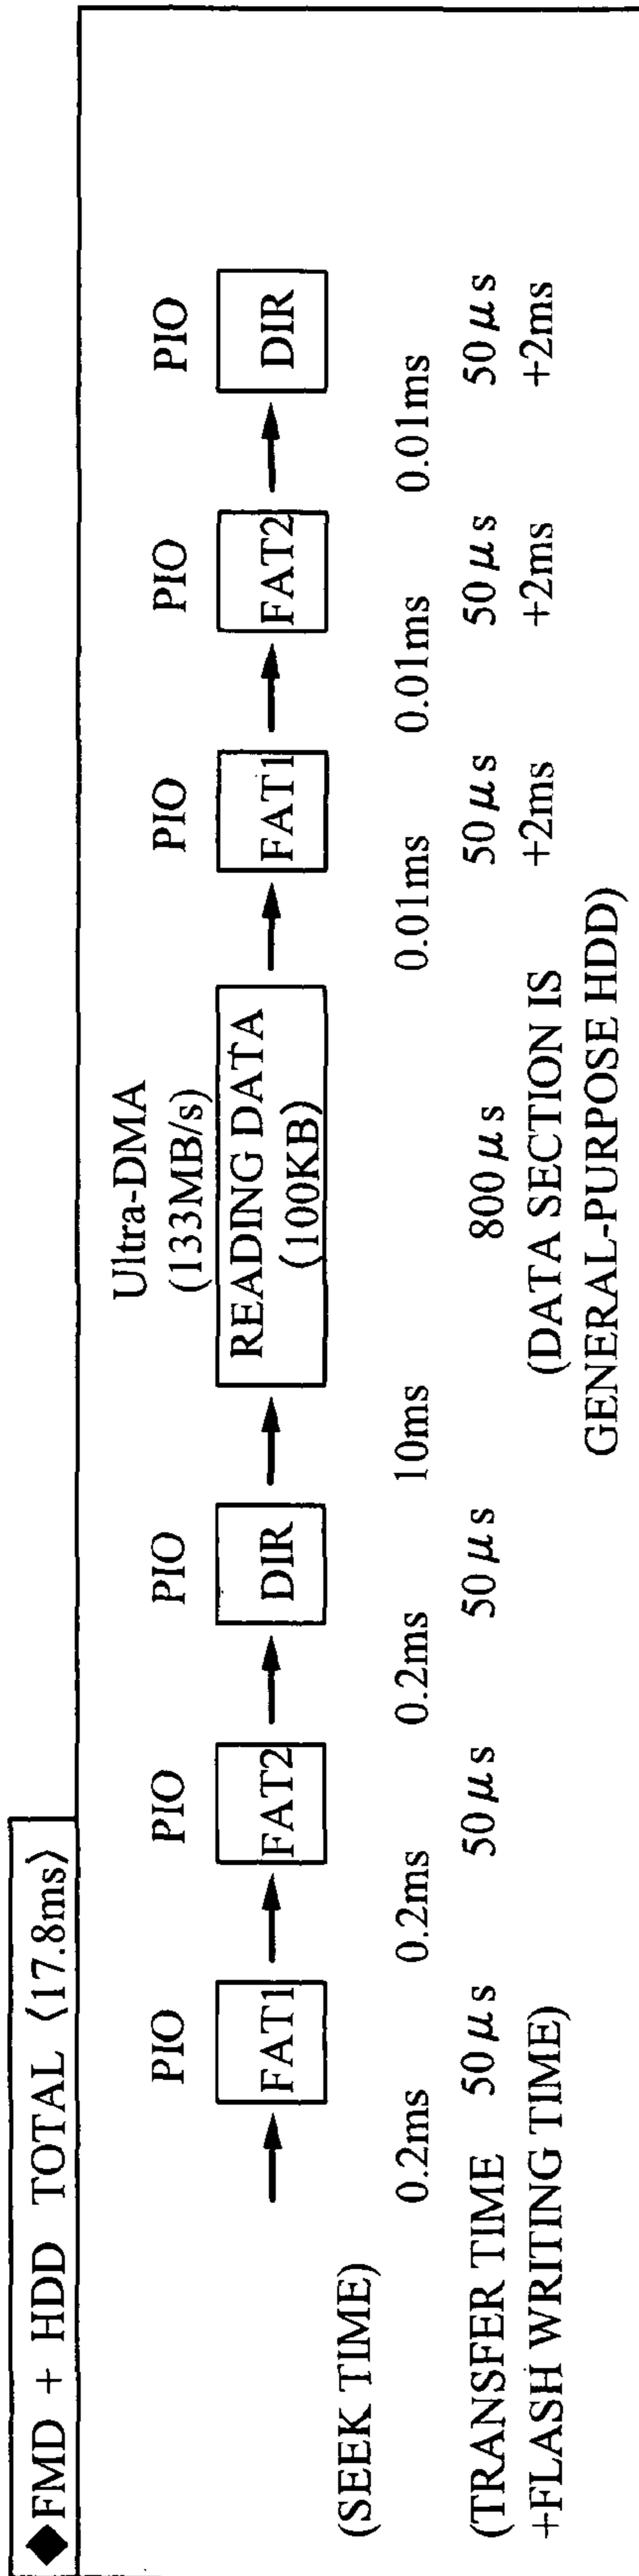 ◆FMD + HDD TOTAL 〈17.8ms〉
Ultra-DMA
(133MB/s)
PIO PIO PIO PIO PIO PIO
FAT1 FAT2 DIR READING DATA FAT1 FAT2 DIR
(100KB)
(SEEK TIME)
0.2ms 0.2ms 0.2ms 10ms 0.01ms 0.01ms 0.01ms
(TRANSFER TIME 50μs 50μs 50μs 800μs 50μs 50μs 50μs
+FLASH WRITING TIME) (DATA SECTION IS +2ms +2ms +2ms
GENERAL-PURPOSE HDD)